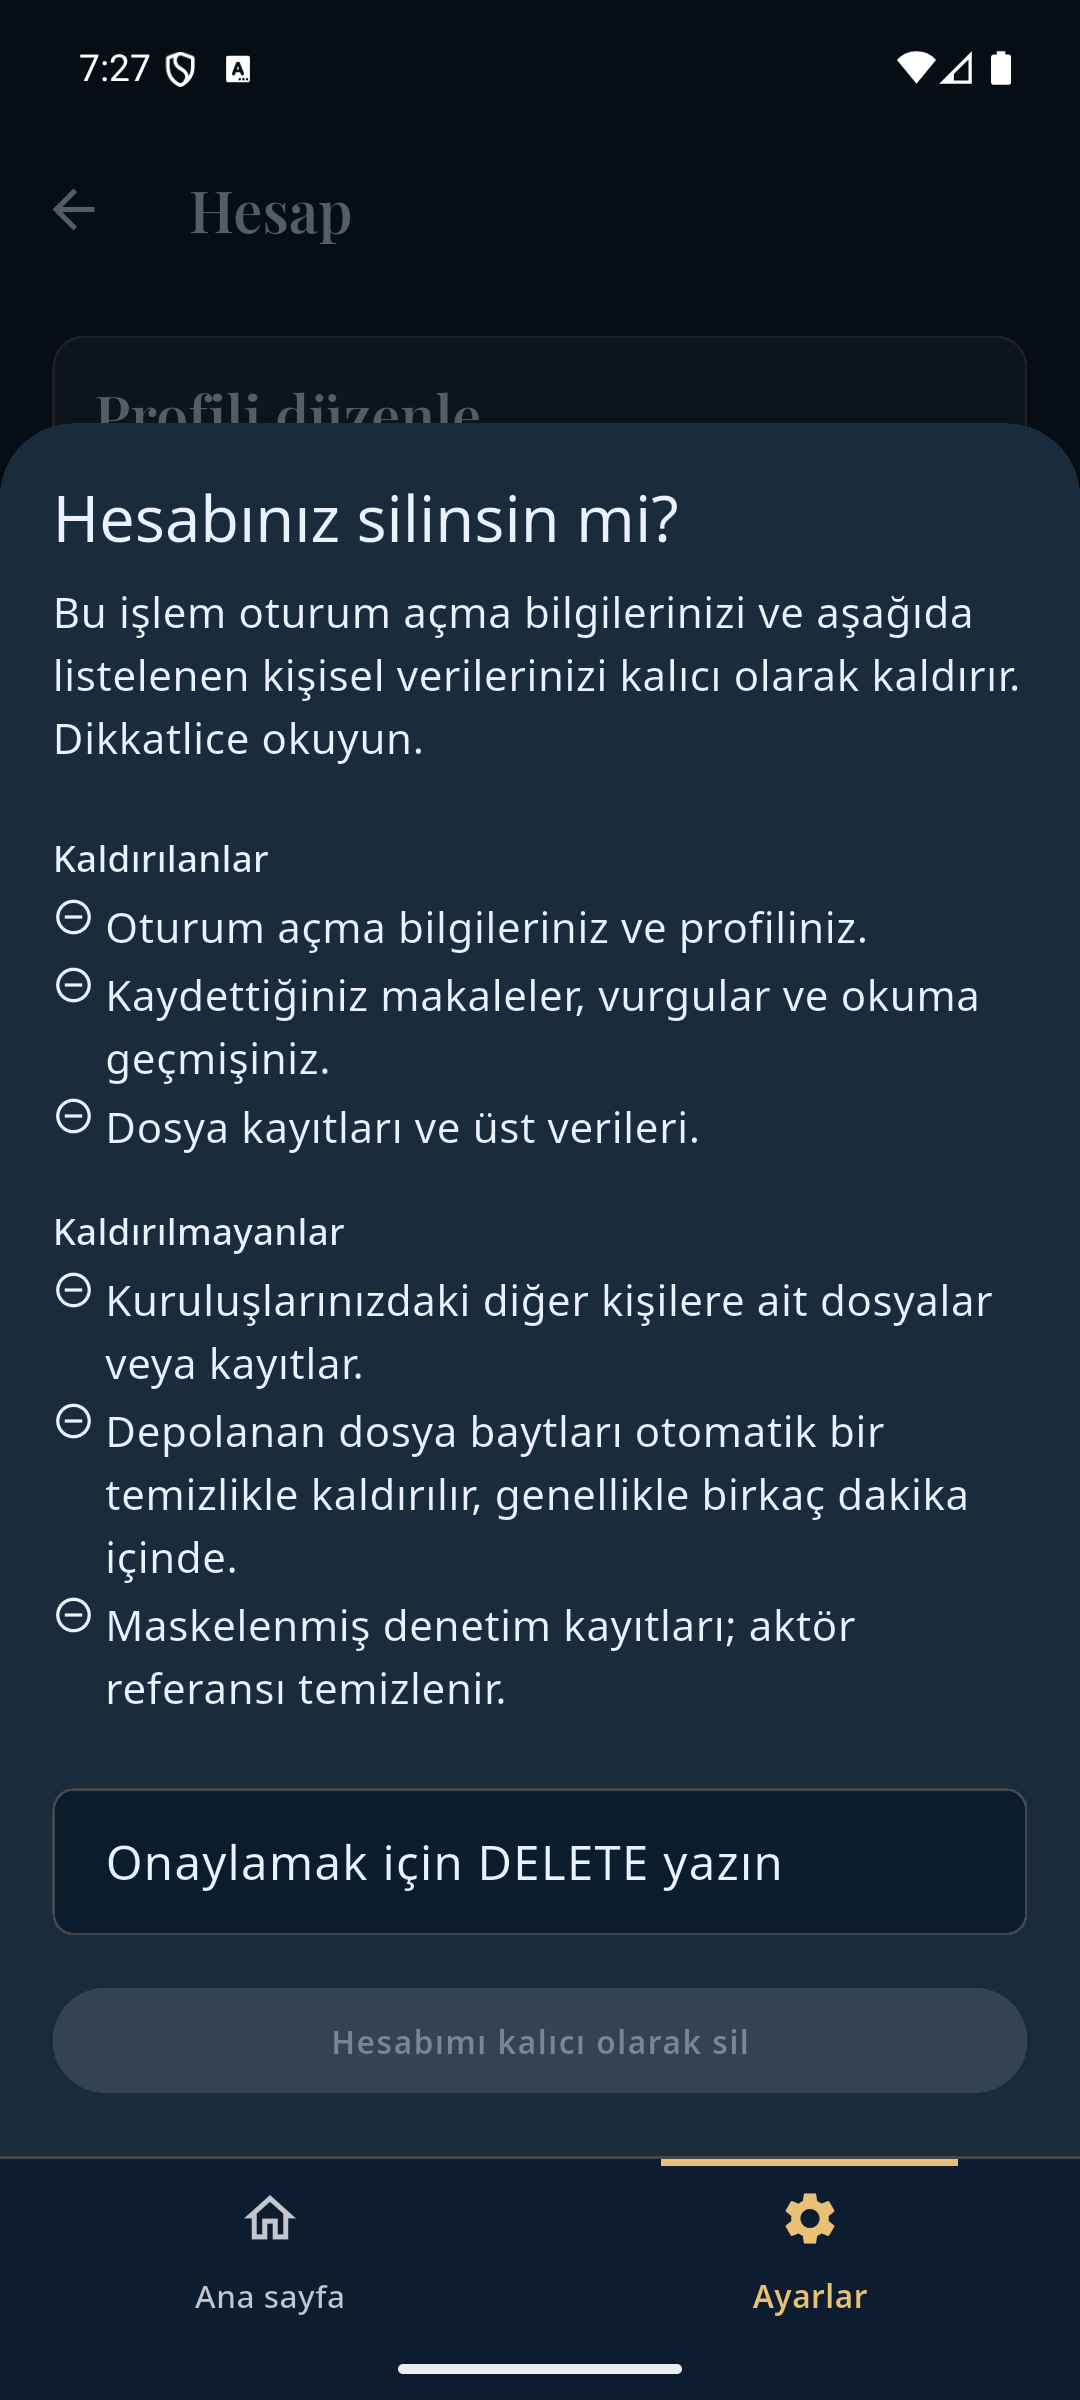 7:27
Hesap
Profili düzenle
Hesabınız silinsin mi?
Bu işlem oturum açma bilgilerinizi ve aşağıda
listelenen kişisel verilerinizi kalıcı olarak kaldırır.
Dikkatlice okuyun.
Kaldırılanlar
Oturum açma bilgileriniz ve profiliniz.
Kaydettiğiniz makaleler, vurgular ve okuma
geçmişiniz.
Dosya kayıtları ve üst verileri.
Kaldırılmayanlar
Kuruluşlarınızdaki diğer kişilere ait dosyalar
veya kayıtlar.
Depolanan dosya baytları otomatik bir
temizlikle kaldırılır, genellikle birkaç dakika
içinde.
Maskelenmiş denetim kayıtları; aktör
referansı temizlenir.
Onaylamak için DELETE yazın
Hesabımı kalıcı olarak sil
Ana sayfa
Ayarlar